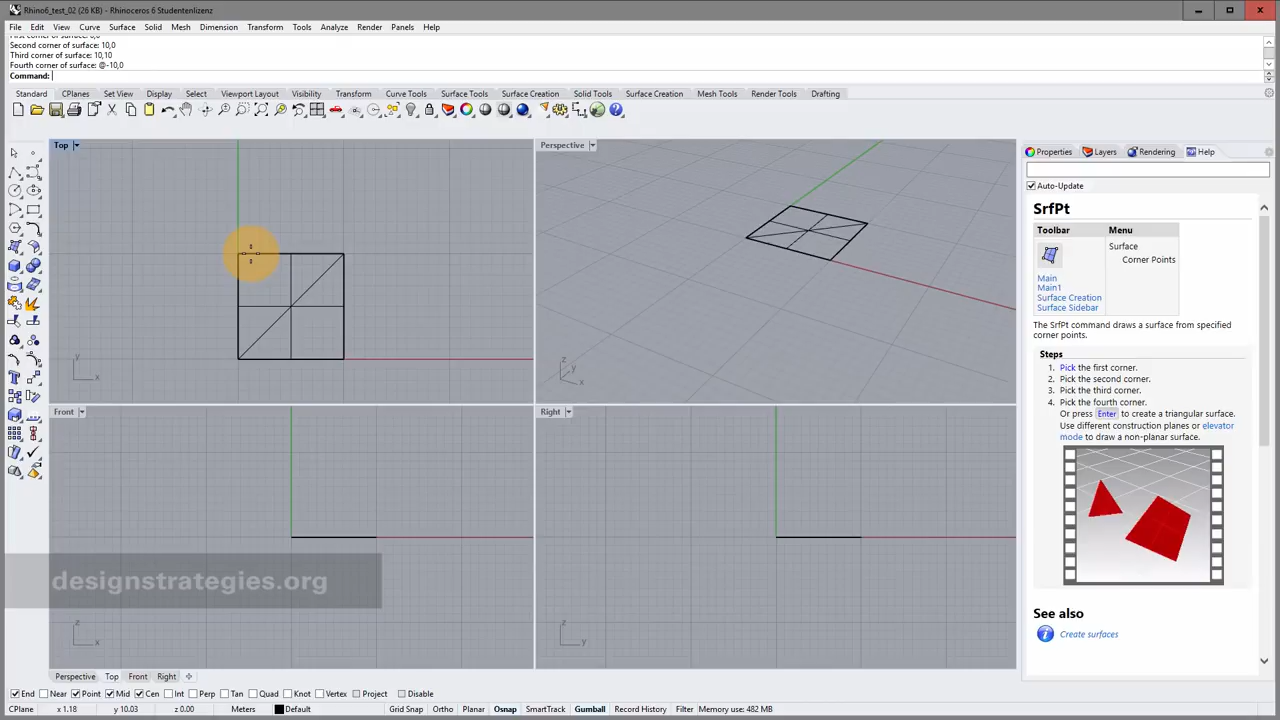 Rhino6_test_02 (26 KB) - Rhinoceros 6 Studentenlizenz
File Edit View Curve Surface Solid Mesh Dimension Transform Tools Analyze Render Panels Help
First corner of surface: 0,0
Second corner of surface: 10,0
Third corner of surface: 10,10
Fourth corner of surface: @-10,0
Command:
Standard CPlanes Set View Display Select Viewport Layout Visibility Transform Curve Tools Surface Tools Surface Creation Solid Tools Surface Creation Mesh Tools Render Tools Drafting
Top
Perspective
Properties Layers Rendering Help
Auto-Update
SrfPt
Toolbar Menu
Surface
Corner Points
Main
Main1
Surface Creation
Surface Sidebar
The SrfPt command draws a surface from specified
corner points.
Steps
1. Pick the first corner.
2. Pick the second corner.
3. Pick the third corner.
4. Pick the fourth corner.
Or press Enter to create a triangular surface.
Use different construction planes or elevator
mode to draw a non-planar surface.
y
x
z
y
x
Front
Right
designstrategies.org
z
x
z
y
See also
Create surfaces
Perspective Top Front Right
End Near Point Mid Cen Int Perp Tan Quad Knot Vertex Project Disable
CPlane x 1.18 y 10.03 z 0.00 Meters Default Grid Snap Ortho Planar Osnap SmartTrack Gumball Record History Filter Memory use: 482 MB